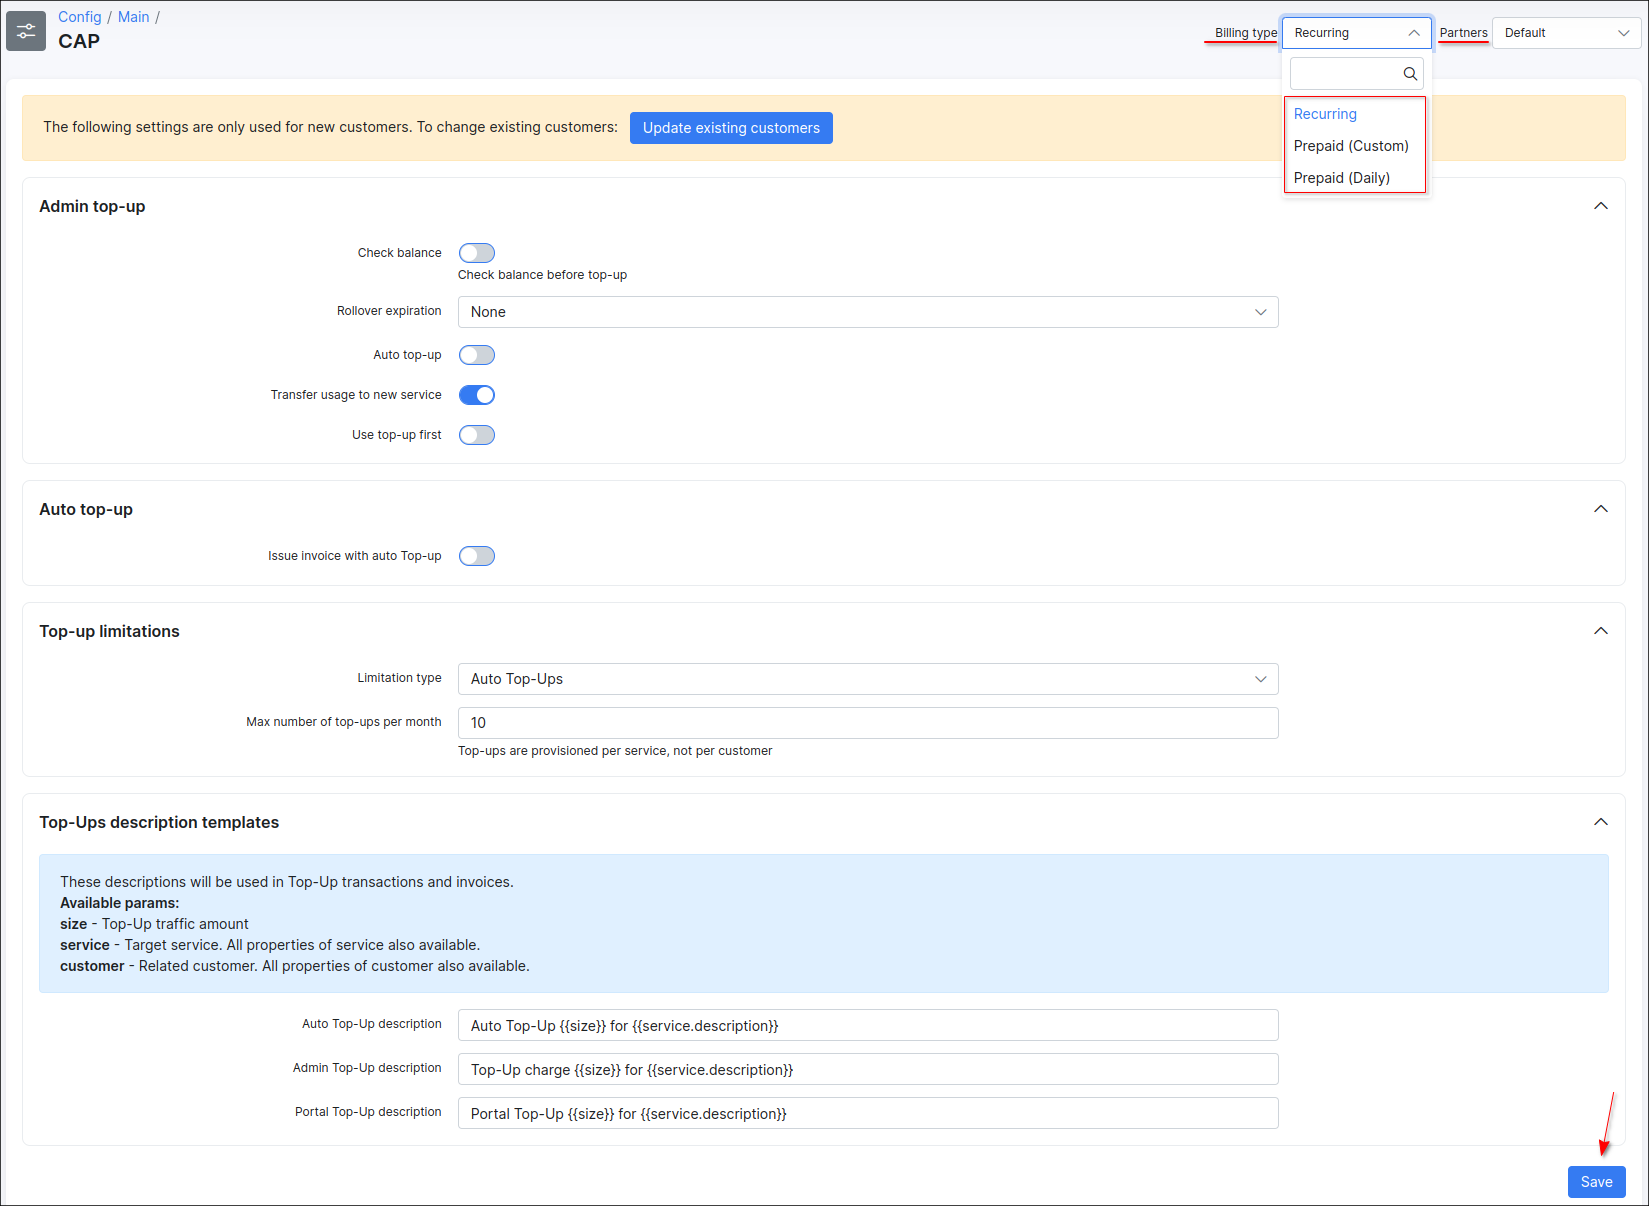 Config / Main /
CAP
Billing type
Recurring
Partners
Default
Recurring
Prepaid (Custom)
Prepaid (Daily)
The following settings are only used for new customers. To change existing customers:
Update existing customers
Admin top-up
Check balance
Check balance before top-up
Rollover expiration
None
Auto top-up
Transfer usage to new service
Use top-up first
Auto top-up
Issue invoice with auto Top-up
Top-up limitations
Limitation type
Auto Top-Ups
Max number of top-ups per month
10
Top-ups are provisioned per service, not per customer
Top-Ups description templates
These descriptions will be used in Top-Up transactions and invoices.
Available params:
size - Top-Up traffic amount
service - Target service. All properties of service also available.
customer - Related customer. All properties of customer also available.
Auto Top-Up description
Auto Top-Up {{size}} for {{service.description}}
Admin Top-Up description
Top-Up charge {{size}} for {{service.description}}
Portal Top-Up description
Portal Top-Up {{size}} for {{service.description}}
Save